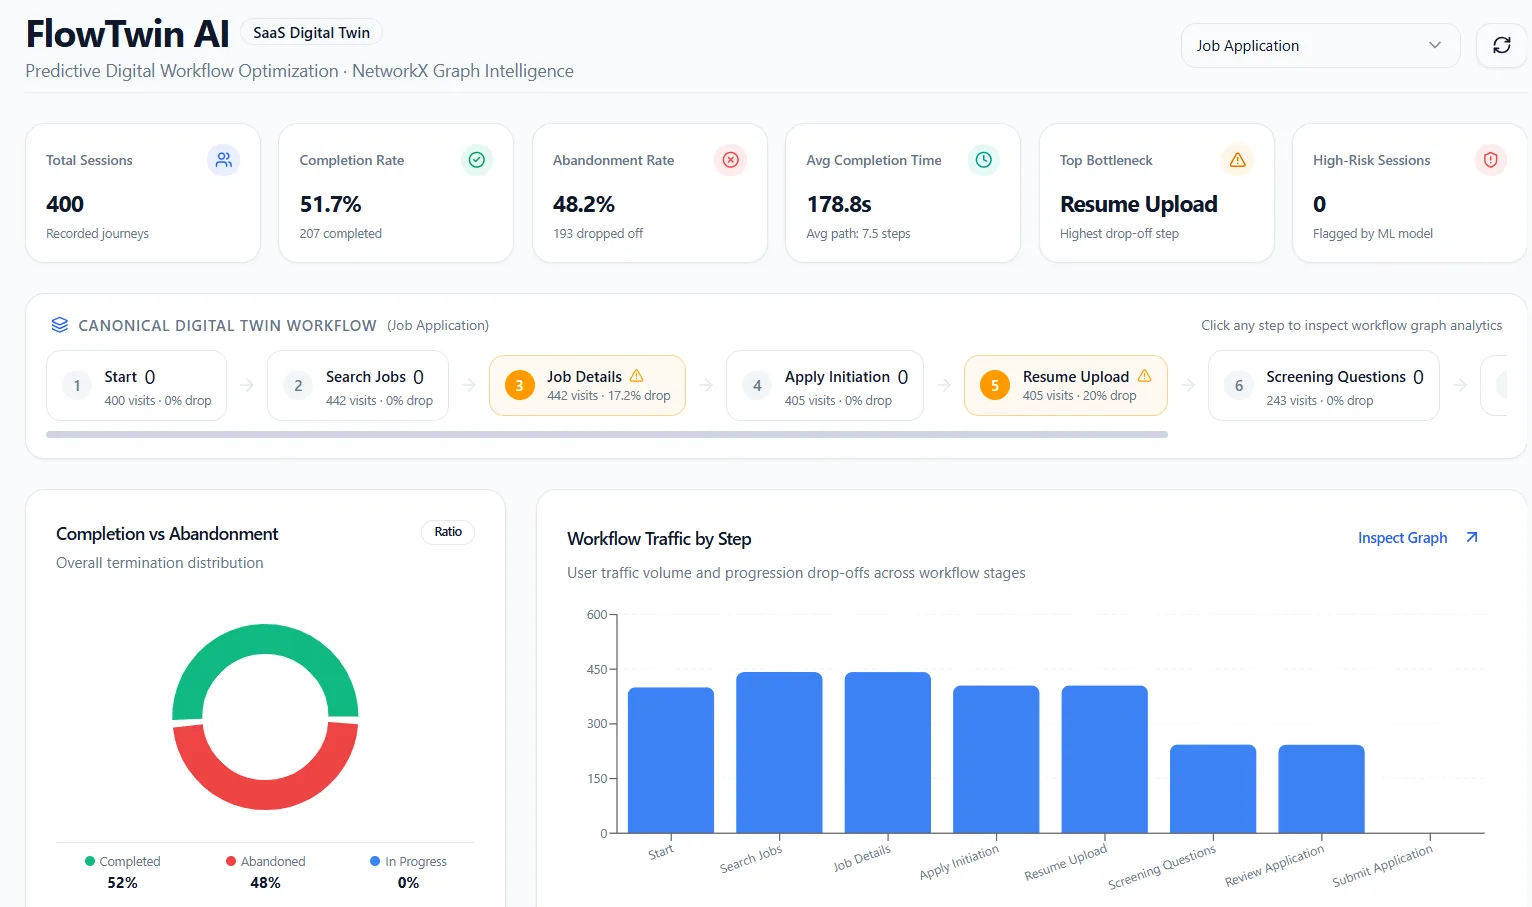 FlowTwin AI
SaaS Digital Twin
Predictive Digital Workflow Optimization · NetworkX Graph Intelligence
Job Application
Total Sessions
400
Recorded journeys
Completion Rate
51.7%
207 completed
Abandonment Rate
48.2%
193 dropped off
Avg Completion Time
178.8s
Avg path: 7.5 steps
Top Bottleneck
Resume Upload
Highest drop-off step
High-Risk Sessions
0
Flagged by ML model
CANONICAL DIGITAL TWIN WORKFLOW (Job Application)
Click any step to inspect workflow graph analytics
1
Start 0
400 visits · 0% drop
2
Search Jobs 0
442 visits · 0% drop
3
Job Details
442 visits · 17.2% drop
4
Apply Initiation 0
405 visits · 0% drop
5
Resume Upload
405 visits · 20% drop
6
Screening Questions 0
243 visits · 0% drop
Completion vs Abandonment
Ratio
Overall termination distribution
Completed
52%
Abandoned
48%
In Progress
0%
Workflow Traffic by Step
Inspect Graph
User traffic volume and progression drop-offs across workflow stages
600
450
300
150
0
Start
Search Jobs
Job Details
Apply Initiation
Resume Upload
Screening Questions
Review Application
Submit Application